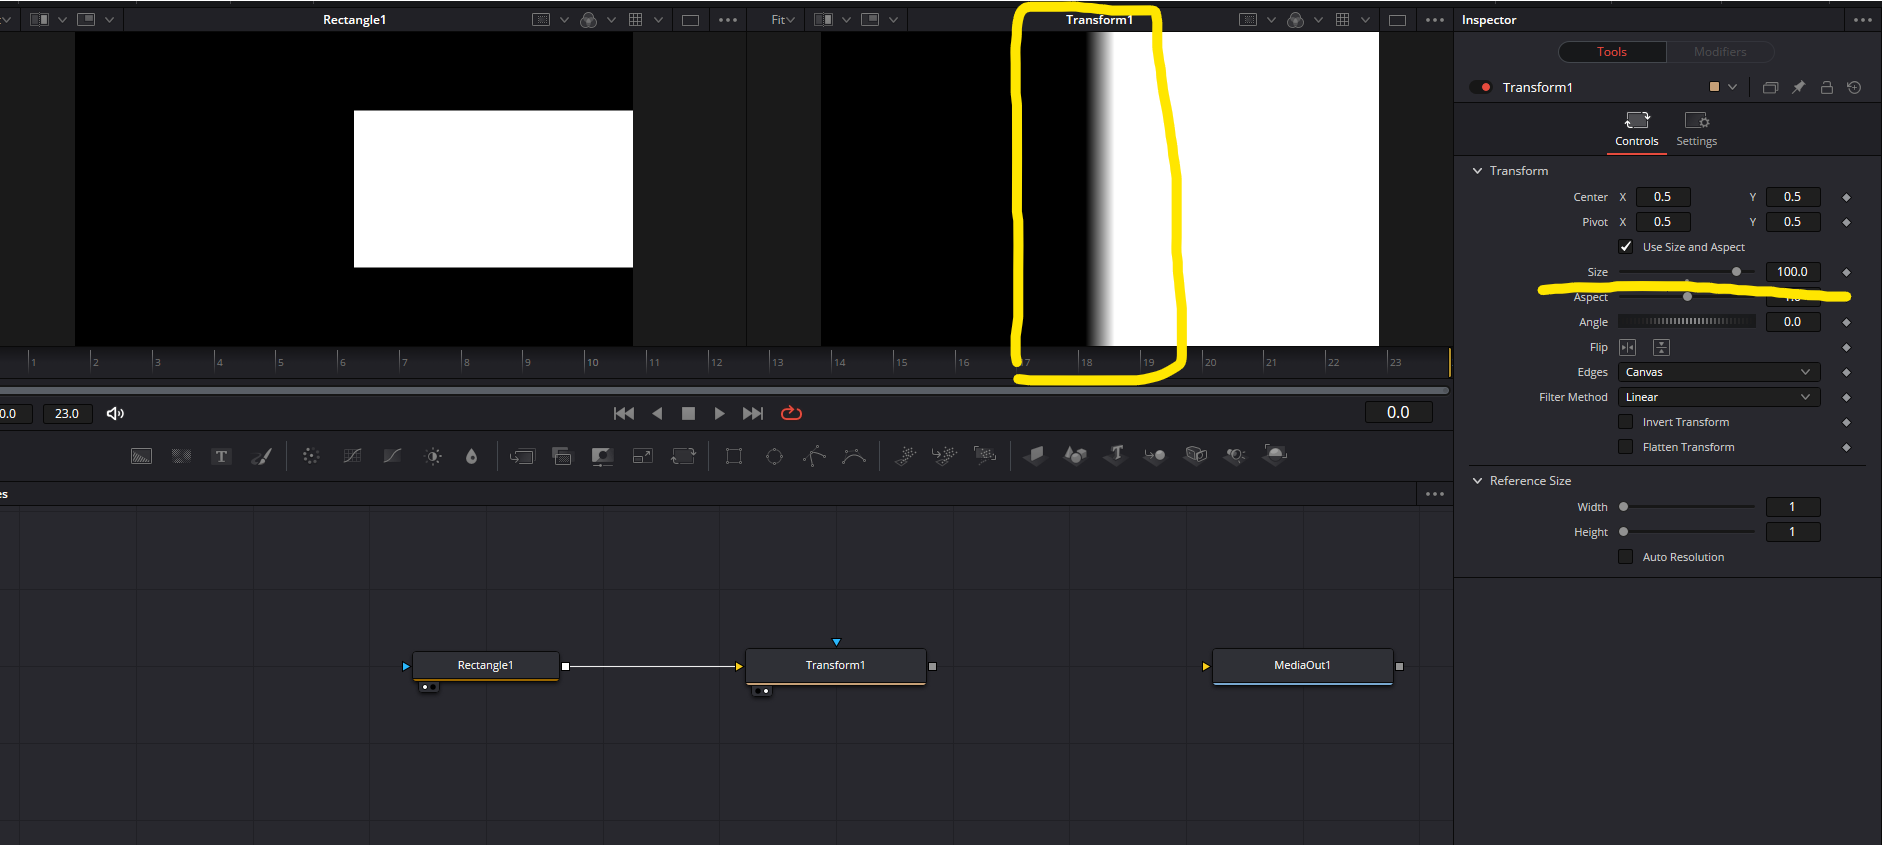 Rectangle1
Fit
Transform1
Inspector
Tools
Modifiers
Transform1
Controls
Settings
Transform
Center X 0.5 Y 0.5
Pivot X 0.5 Y 0.5
Use Size and Aspect
Size 100.0
Aspect
Angle 0.0
Flip
Edges Canvas
Filter Method Linear
Invert Transform
Flatten Transform
Reference Size
Width 1
Height 1
Auto Resolution
1 2 3 4 5 6 7 8 9 10 11 12 13 14 15 16 17 18 19 20 21 22 23
0.0 23.0
0.0
T
T
es
Rectangle1
Transform1
MediaOut1